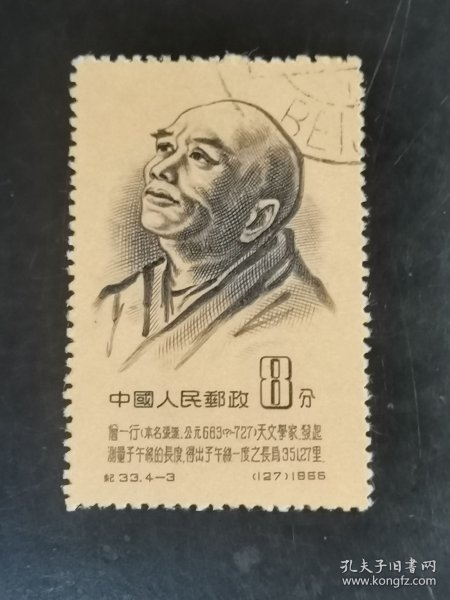 BEIJ
中國人民郵政 8分
僧一行(本名張遂、公元683(?)-727)天文學家、發起
測量子午線的長度、得出子午線一度之長爲351.27里.
紀33.4-3 (127)1955
孔夫子旧书网
www.kongfz.com